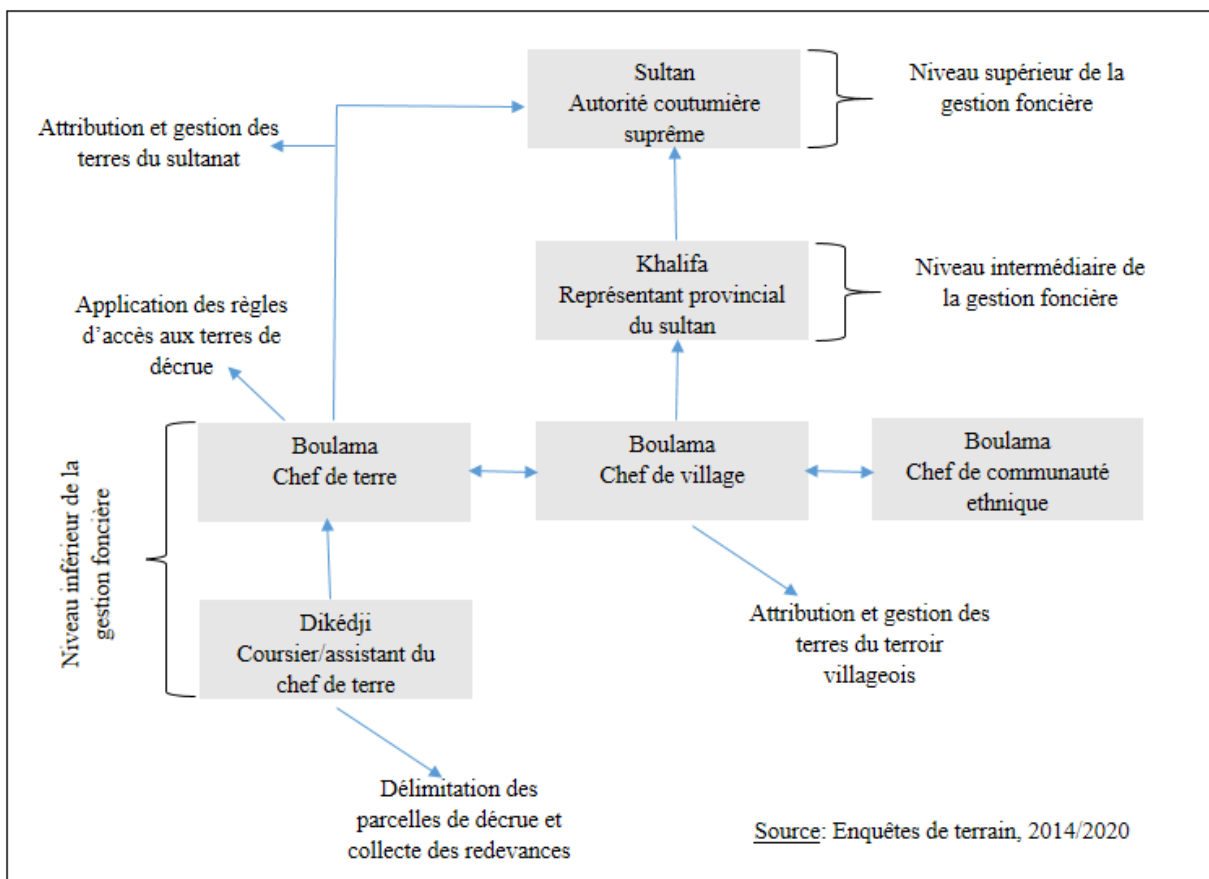 Sultan
Autorité coutumière
suprême
Niveau supérieur de la
gestion foncière
Attribution et gestion des
terres du sultanat
Khalifa
Représentant provincial
du sultan
Niveau intermédiaire de
la gestion foncière
Application des règles
d’accès aux terres de
décrue
Niveau inférieur de la
gestion foncière
Boulama
Chef de terre
Boulama
Chef de village
Boulama
Chef de communauté
ethnique
Dikédji
Coursier/assistant du
chef de terre
Attribution et gestion des
terres du terroir
villageois
Délimitation des
parcelles de décrue et
collecte des redevances
Source: Enquêtes de terrain, 2014/2020